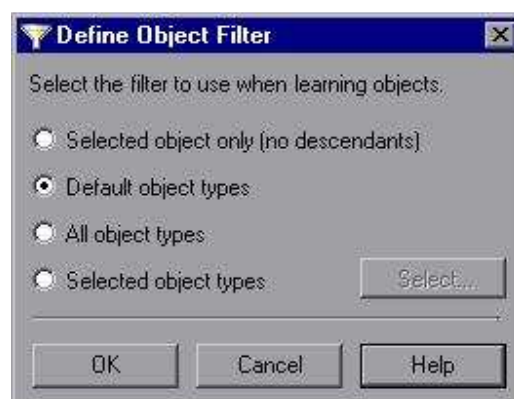 Define Object Filter
Select the filter to use when learning objects.
Selected object only (no descendants)
Default object types
All object types
Selected object types
Select...
OK Cancel Help